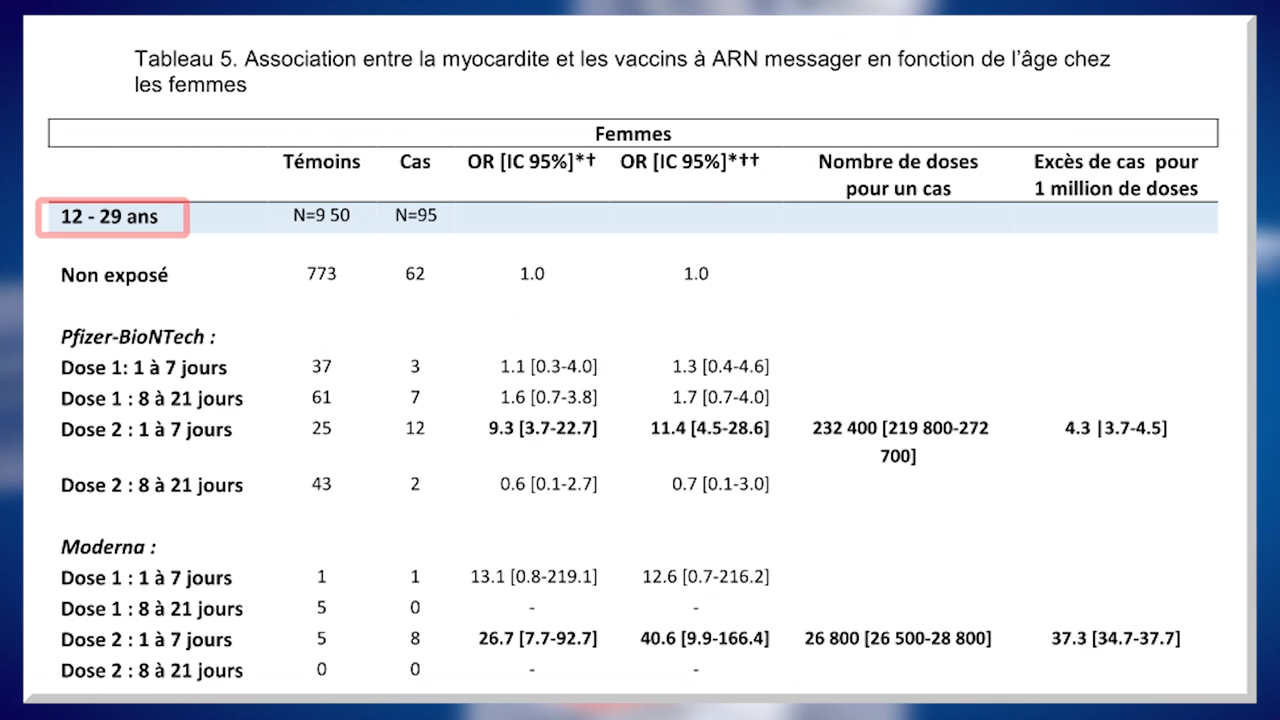 Tableau 5. Association entre la myocardite et les vaccins à ARN messager en fonction de l'âge chez
les femmes
Femmes
Témoins Cas OR [IC 95%]*† OR [IC 95%]*†† Nombre de doses pour un cas Excès de cas pour 1 million de doses
12 - 29 ans N=9 50 N=95
Non exposé 773 62 1.0 1.0
Pfizer-BioNTech :
Dose 1: 1 à 7 jours 37 3 1.1 [0.3-4.0] 1.3 [0.4-4.6]
Dose 1 : 8 à 21 jours 61 7 1.6 [0.7-3.8] 1.7 [0.7-4.0]
Dose 2 : 1 à 7 jours 25 12 9.3 [3.7-22.7] 11.4 [4.5-28.6] 232 400 [219 800-272 700] 4.3 |3.7-4.5]
Dose 2 : 8 à 21 jours 43 2 0.6 [0.1-2.7] 0.7 [0.1-3.0]
Moderna :
Dose 1 : 1 à 7 jours 1 1 13.1 [0.8-219.1] 12.6 [0.7-216.2]
Dose 1 : 8 à 21 jours 5 0 - -
Dose 2 : 1 à 7 jours 5 8 26.7 [7.7-92.7] 40.6 [9.9-166.4] 26 800 [26 500-28 800] 37.3 [34.7-37.7]
Dose 2 : 8 à 21 jours 0 0 - -